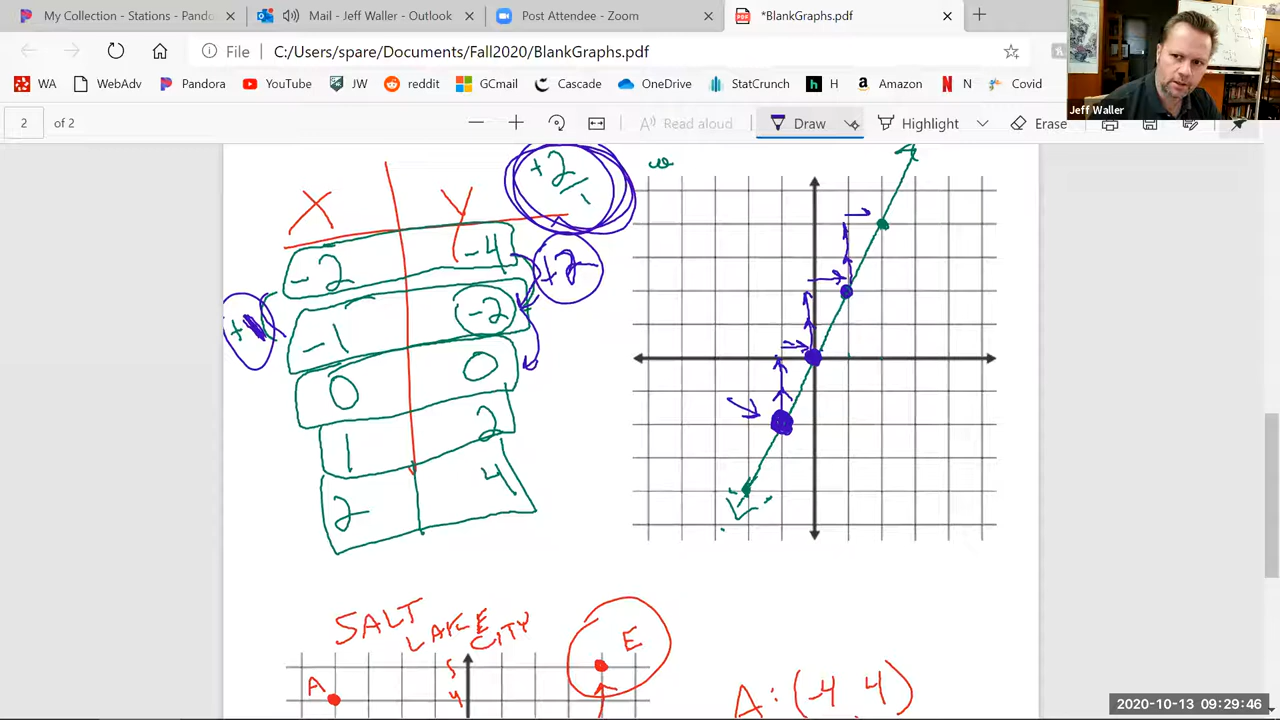 My Collection - Stations - Pando
Mail - Jeff Waller - Outlook
Post Attendee - Zoom
*BlankGraphs.pdf
File
C:/Users/spare/Documents/Fall2020/BlankGraphs.pdf
WA
WebAdv
Pandora
YouTube
JW
reddit
GCmail
Cascade
OneDrive
StatCrunch
H
Amazon
N
Covid
Jeff Waller
2
of 2
Read aloud
Draw
Highlight
Erase
+2/1
X Y
-2 -4
+2
-1 -2
0 0
1 2
2 4
SALT
LAKE
CITY
E
5
A
4
A: (-4 4)
2020-10-13 09:29:46